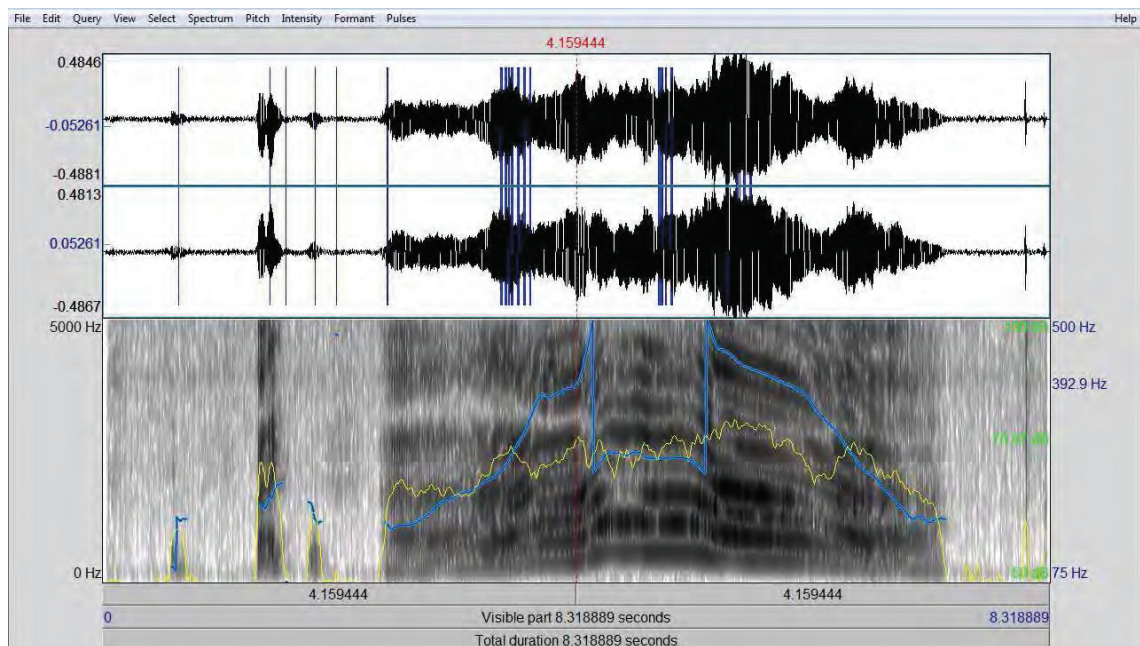 File Edit Query View Select Spectrum Pitch Intensity Formant Pulses Help
4.159444
0.4846
-0.05261
-0.4881
0.4813
0.05261
-0.4867
5000 Hz
500 Hz
392.9 Hz
0 Hz
75 Hz
4.159444 4.159444
0 Visible part 8.318889 seconds 8.318889
Total duration 8.318889 seconds